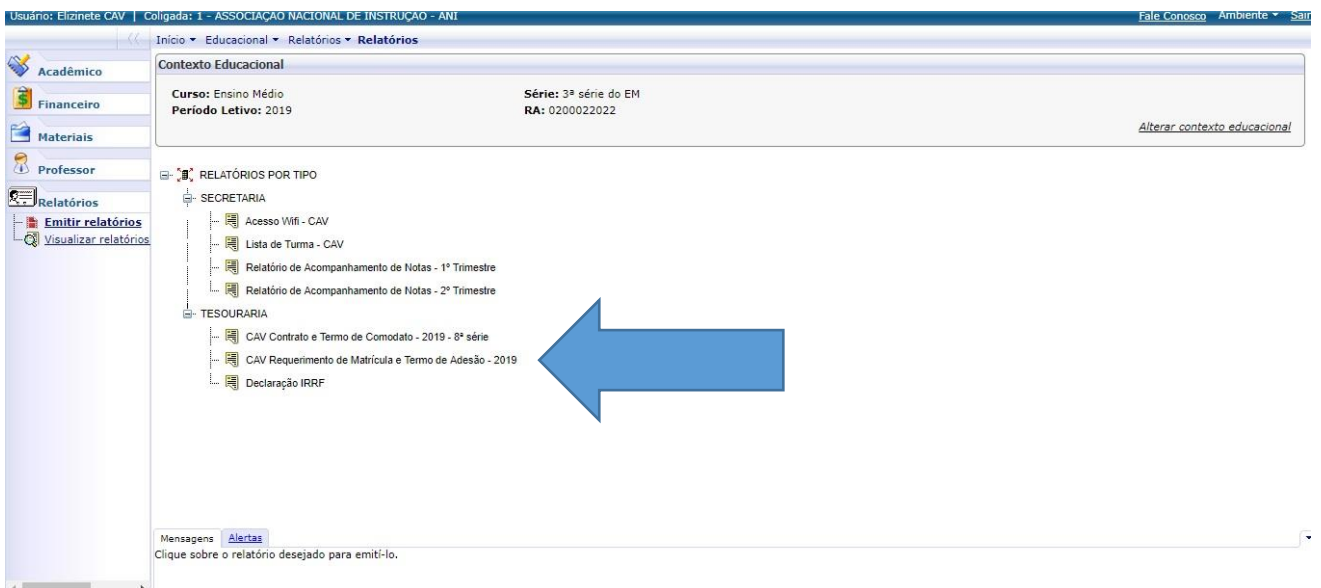 Usuário: Elizinete CAV | Coligada: 1 - ASSOCIAÇÃO NACIONAL DE INSTRUÇÃO - ANI
Fale Conosco Ambiente Sair
Início Educacional Relatórios Relatórios
Acadêmico
Financeiro
Materiais
Professor
Relatórios
Emitir relatórios
Visualizar relatórios
Contexto Educacional
Curso: Ensino Médio
Série: 3ª série do EM
Período Letivo: 2019
RA: 0200022022
Alterar contexto educacional
RELATÓRIOS POR TIPO
SECRETARIA
Acesso Wifi - CAV
Lista de Turma - CAV
Relatório de Acompanhamento de Notas - 1º Trimestre
Relatório de Acompanhamento de Notas - 2º Trimestre
TESOURARIA
CAV Contrato e Termo de Comodato - 2019 - 8ª série
CAV Requerimento de Matrícula e Termo de Adesão - 2019
Declaração IRRF
Mensagens Alertas
Clique sobre o relatório desejado para emití-lo.